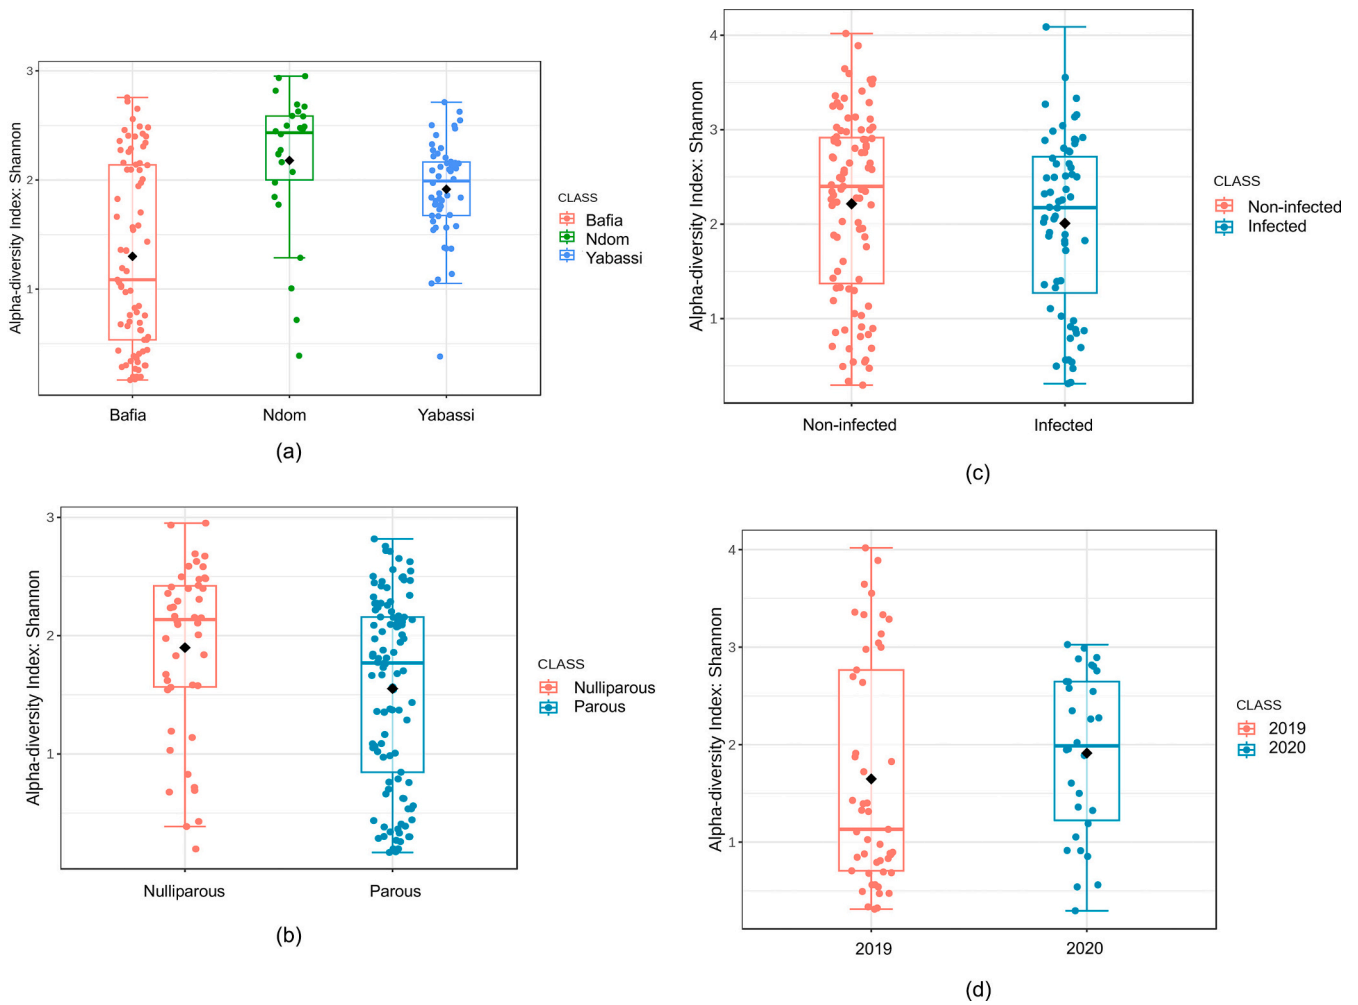 (a)
Alpha-diversity Index: Shannon
3
2
1
Bafia
Ndom
Yabassi
CLASS
Bafia
Ndom
Yabassi
(c)
Alpha-diversity Index: Shannon
4
3
2
1
Non-infected
Infected
CLASS
Non-infected
Infected
(a)
(c)
(b)
Alpha-diversity Index: Shannon
3
2
1
Nulliparous
Parous
CLASS
Nulliparous
Parous
(b)
Alpha-diversity Index: Shannon
4
3
2
1
2019
2020
CLASS
2019
2020
(d)